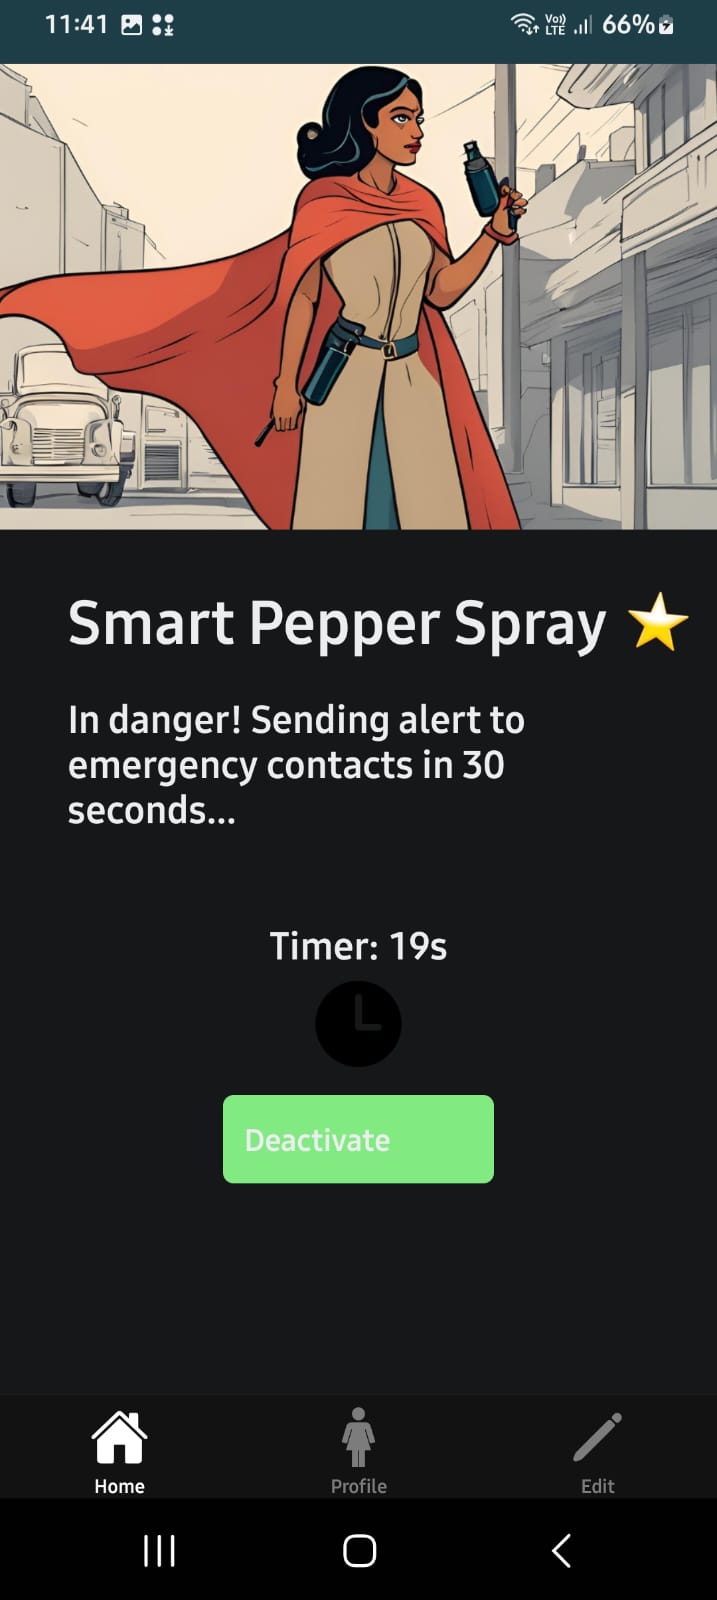 11:41 Vo)) LTE 66%
Smart Pepper Spray ⭐
In danger! Sending alert to
emergency contacts in 30
seconds...
Timer: 19s
Deactivate
Home Profile Edit